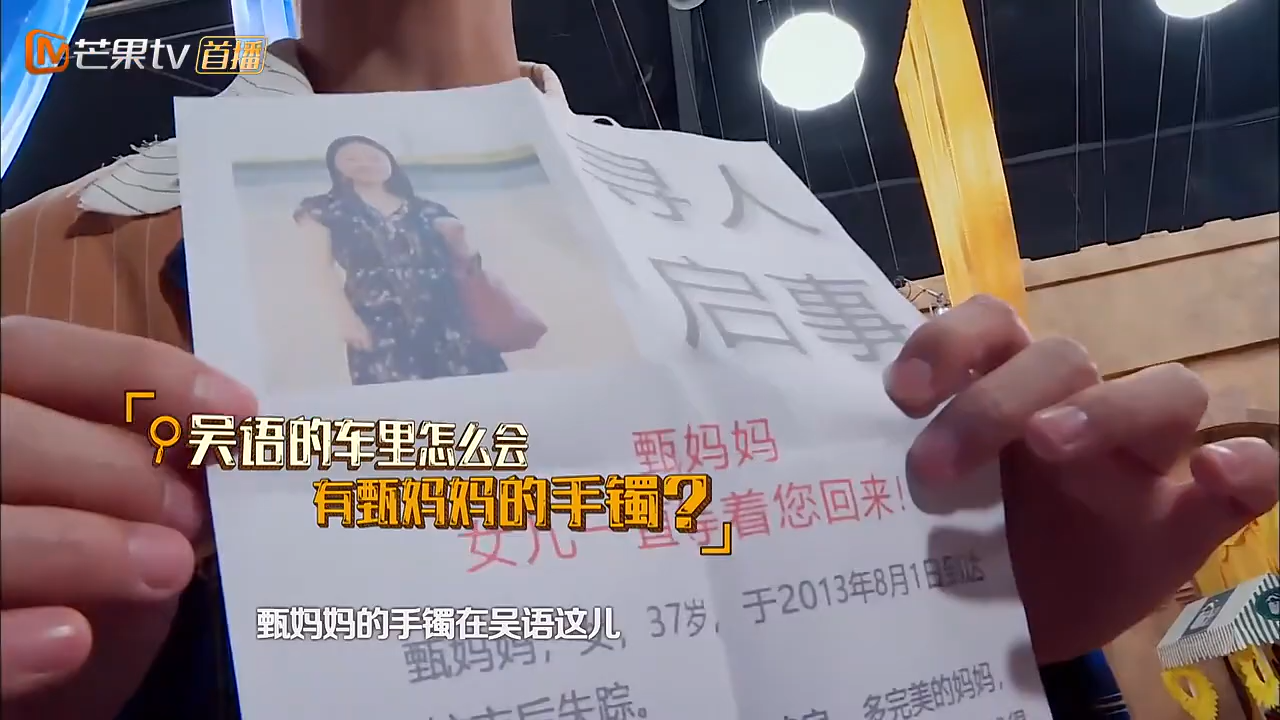 芒果tv 首播
寻人
启事
甄妈妈
女儿一直等着您回来!
吴语的车里怎么会
有甄妈妈的手镯?
甄妈妈的手镯在吴语这儿
甄妈妈，女，37岁，于2013年8月1日到达
后失踪。
多完美的妈妈，